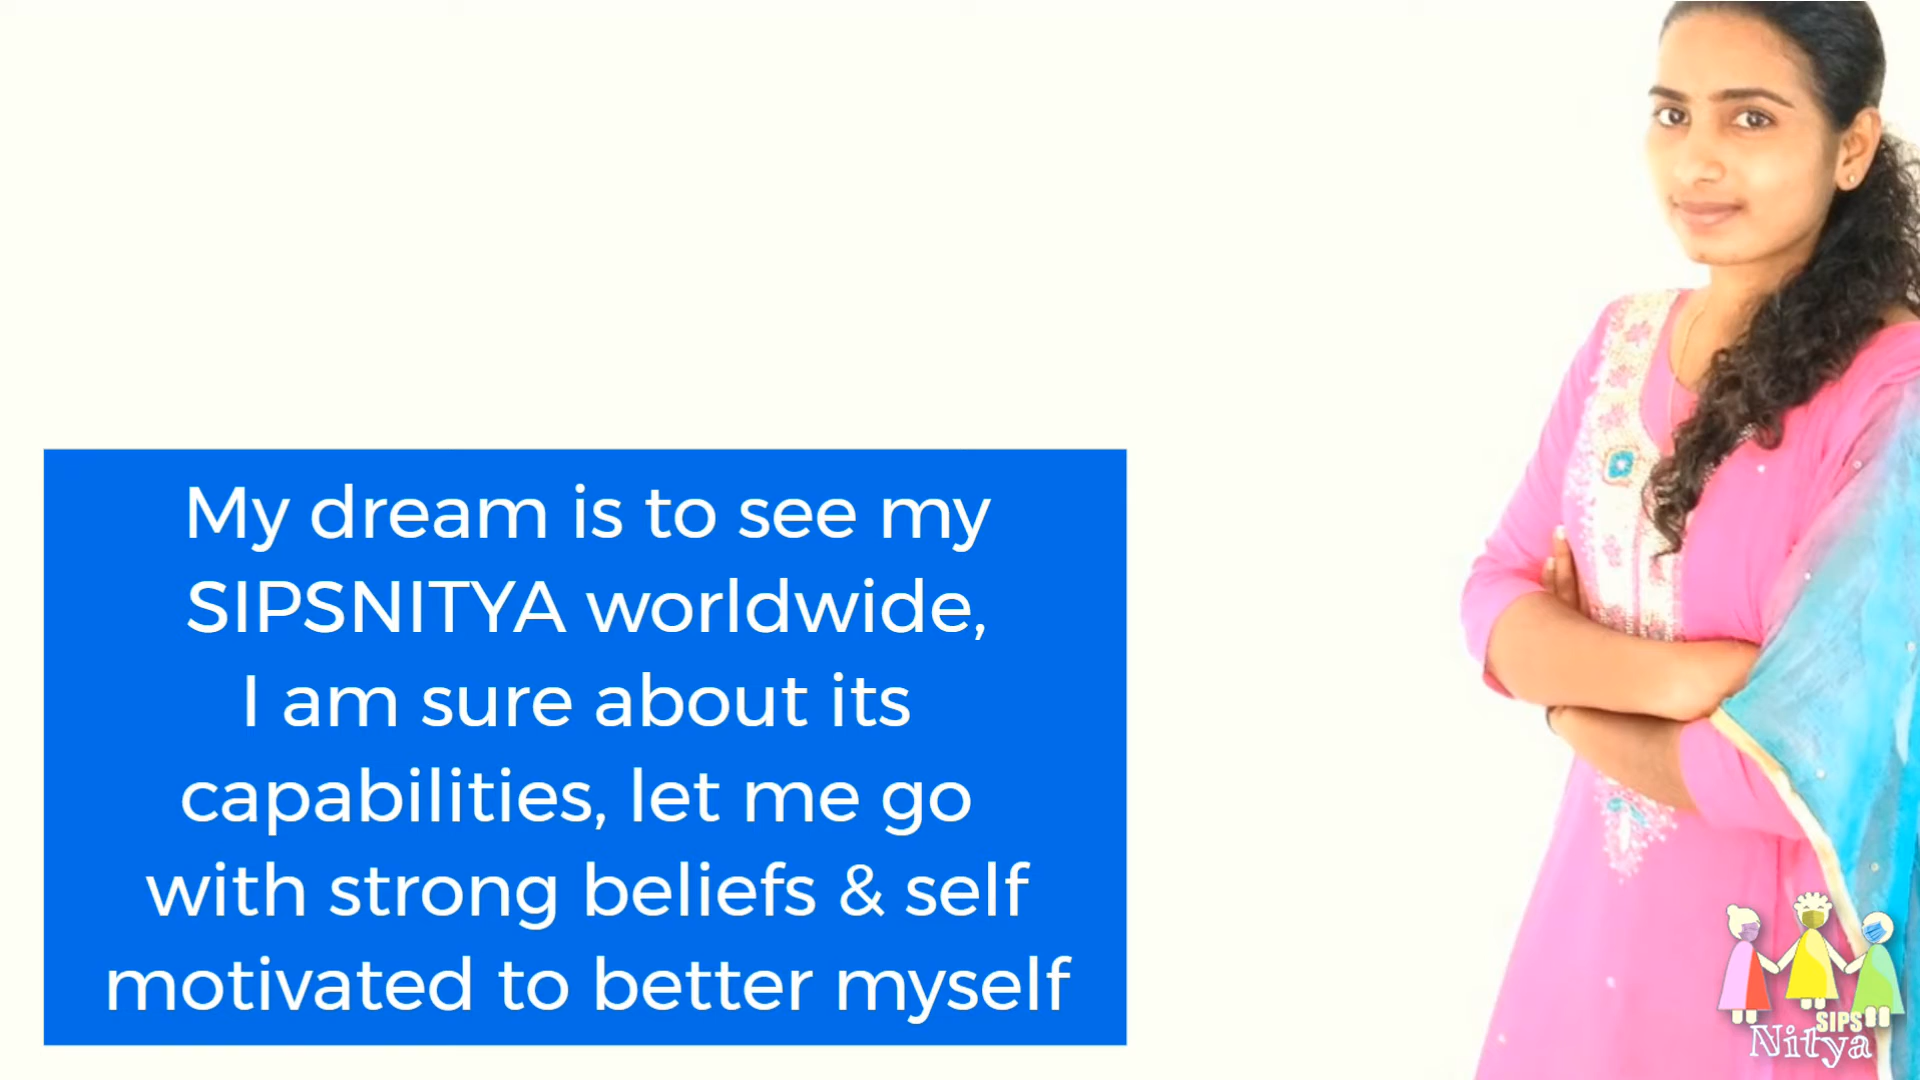 My dream is to see my
SIPSNITYA worldwide,
I am sure about its
capabilities, let me go
with strong beliefs & self
motivated to better myself
SIPS
Nitya